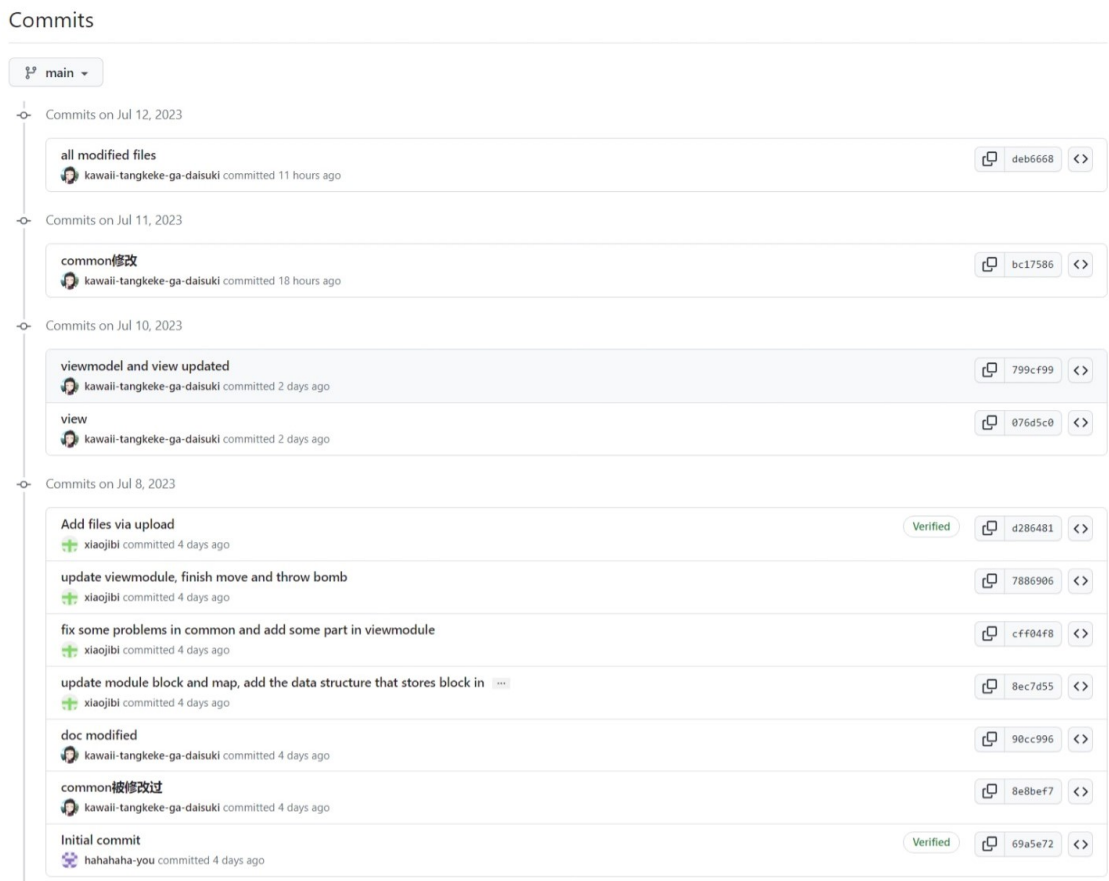 Commits
main
Commits on Jul 12, 2023
all modified files
deb6668
kawaii-tangkeke-ga-daisuki committed 11 hours ago
Commits on Jul 11, 2023
common修改
bc17586
kawaii-tangkeke-ga-daisuki committed 18 hours ago
Commits on Jul 10, 2023
viewmodel and view updated
799cf99
kawaii-tangkeke-ga-daisuki committed 2 days ago
view
076d5c0
kawaii-tangkeke-ga-daisuki committed 2 days ago
Commits on Jul 8, 2023
Add files via upload
Verified
d286481
xiaojibi committed 4 days ago
update viewmodule, finish move and throw bomb
7886906
xiaojibi committed 4 days ago
fix some problems in common and add some part in viewmodule
cff04f8
xiaojibi committed 4 days ago
update module block and map, add the data structure that stores block in ...
8ec7d55
xiaojibi committed 4 days ago
doc modified
90cc996
kawaii-tangkeke-ga-daisuki committed 4 days ago
common被修改过
8e8bef7
kawaii-tangkeke-ga-daisuki committed 4 days ago
Initial commit
Verified
69a5e72
hahahaha-you committed 4 days ago